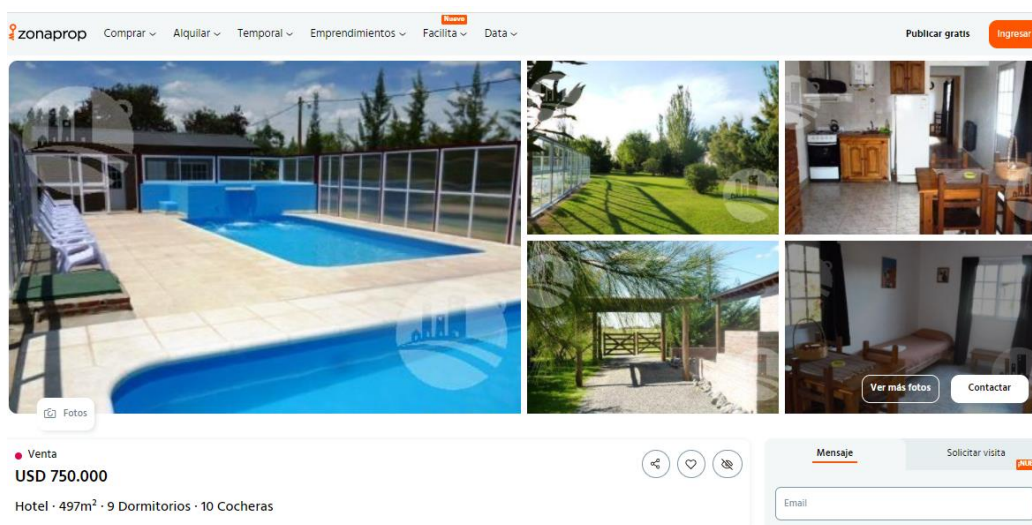 zonaprop Comprar Alquilar Temporal Emprendimientos Nuevo Facilita Data Publicar gratis Ingresar
Fotos
Ver más fotos Contactar
Venta
USD 750.000
Hotel · 497m² · 9 Dormitorios · 10 Cocheras
Mensaje Solicitar visita
Email